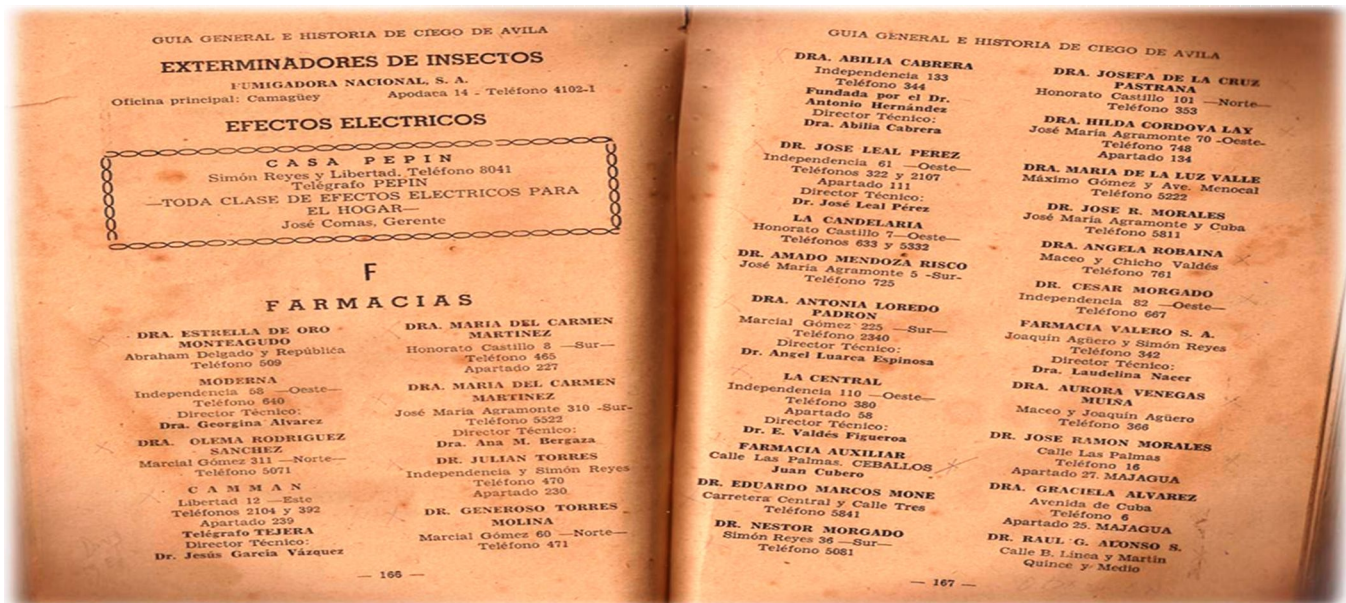 GUIA GENERAL E HISTORIA DE CIEGO DE AVILA
EXTERMINADORES DE INSECTOS
FUMIGADORA NACIONAL, S. A.
Oficina principal: Camagüey Apodaca 14 - Teléfono 4102-1
EFECTOS ELECTRICOS
CASA PEPIN
Simón Reyes y Libertad. Teléfono 8041
Telégrafo PEPIN
—TODA CLASE DE EFECTOS ELECTRICOS PARA
EL HOGAR—
José Comas, Gerente
F
FARMACIAS
DRA. ESTRELLA DE ORO
MONTEAGUDO
Abraham Delgado y República
Teléfono 509
MODERNA
Independencia 58 —Oeste—
Teléfono 640
Director Técnico:
Dra. Georgina Alvarez
DRA. OLEMA RODRIGUEZ
SANCHEZ
Marcial Gómez 311 —Norte—
Teléfono 5071
CAMMAN
Libertad 12 —Este
Teléfonos 2104 y 392
Apartado 239
Telégrafo TEJERA
Director Técnico:
Dr. Jesús García Vázquez
DRA. MARIA DEL CARMEN
MARTINEZ
Honorato Castillo 8 —Sur—
Teléfono 465
Apartado 227
DRA. MARIA DEL CARMEN
MARTINEZ
José María Agramonte 310 -Sur-
Teléfono 5522
Director Técnico:
Dra. Ana M. Bergaza
DR. JULIAN TORRES
Independencia y Simón Reyes
Teléfono 470
Apartado 230
DR. GENEROSO TORRES
MOLINA
Marcial Gómez 60 —Norte—
Teléfono 471
— 166 —
GUIA GENERAL E HISTORIA DE CIEGO DE AVILA
DRA. ABILIA CABRERA
Independencia 133
Teléfono 344
Fundada por el Dr.
Antonio Hernández
Director Técnico:
Dra. Abilia Cabrera
DR. JOSE LEAL PEREZ
Independencia 61 —Oeste—
Teléfonos 322 y 2107
Apartado 111
Director Técnico:
Dr. José Leal Pérez
LA CANDELARIA
Honorato Castillo 7—Oeste—
Teléfonos 633 y 5332
DR. AMADO MENDOZA RISCO
José María Agramonte 5 -Sur-
Teléfono 725
DRA. ANTONIA LOREDO
PADRON
Marcial Gómez 225 —Sur—
Teléfono 2340
Director Técnico:
Dr. Angel Luarca Espinosa
LA CENTRAL
Independencia 110 —Oeste—
Teléfono 380
Apartado 58
Director Técnico:
Dr. E. Valdés Figueroa
FARMACIA AUXILIAR
Calle Las Palmas. CEBALLOS
Juan Cubero
DR. EDUARDO MARCOS MONE
Carretera Central y Calle Tres
Teléfono 5841
DR. NESTOR MORGADO
Simón Reyes 36 —Sur—
Teléfono 5081
DRA. JOSEFA DE LA CRUZ
PASTRANA
Honorato Castillo 101 —Norte—
Teléfono 353
DRA. HILDA CORDOVA LAY
José María Agramonte 70 -Oeste-
Teléfono 748
Apartado 134
DRA. MARIA DE LA LUZ VALLE
Máximo Gómez y Ave. Menocal
Teléfono 5222
DR. JOSE R. MORALES
José María Agramonte y Cuba
Teléfono 5811
DRA. ANGELA ROBAINA
Maceo y Chicho Valdés
Teléfono 761
DR. CESAR MORGADO
Independencia 82 —Oeste—
Teléfono 667
FARMACIA VALERO S. A.
Joaquín Agüero y Simón Reyes
Teléfono 342
Director Técnico:
Dra. Laudelina Nacer
DRA. AURORA VENEGAS
MUIÑA
Maceo y Joaquín Agüero
Teléfono 366
DR. JOSE RAMON MORALES
Calle Las Palmas
Teléfono 16
Apartado 27. MAJAGUA
DRA. GRACIELA ALVAREZ
Avenida de Cuba
Teléfono 6
Apartado 25. MAJAGUA
DR. RAUL G. ALONSO S.
Calle B. Línea y Martín
Quince y Medio
— 167 —